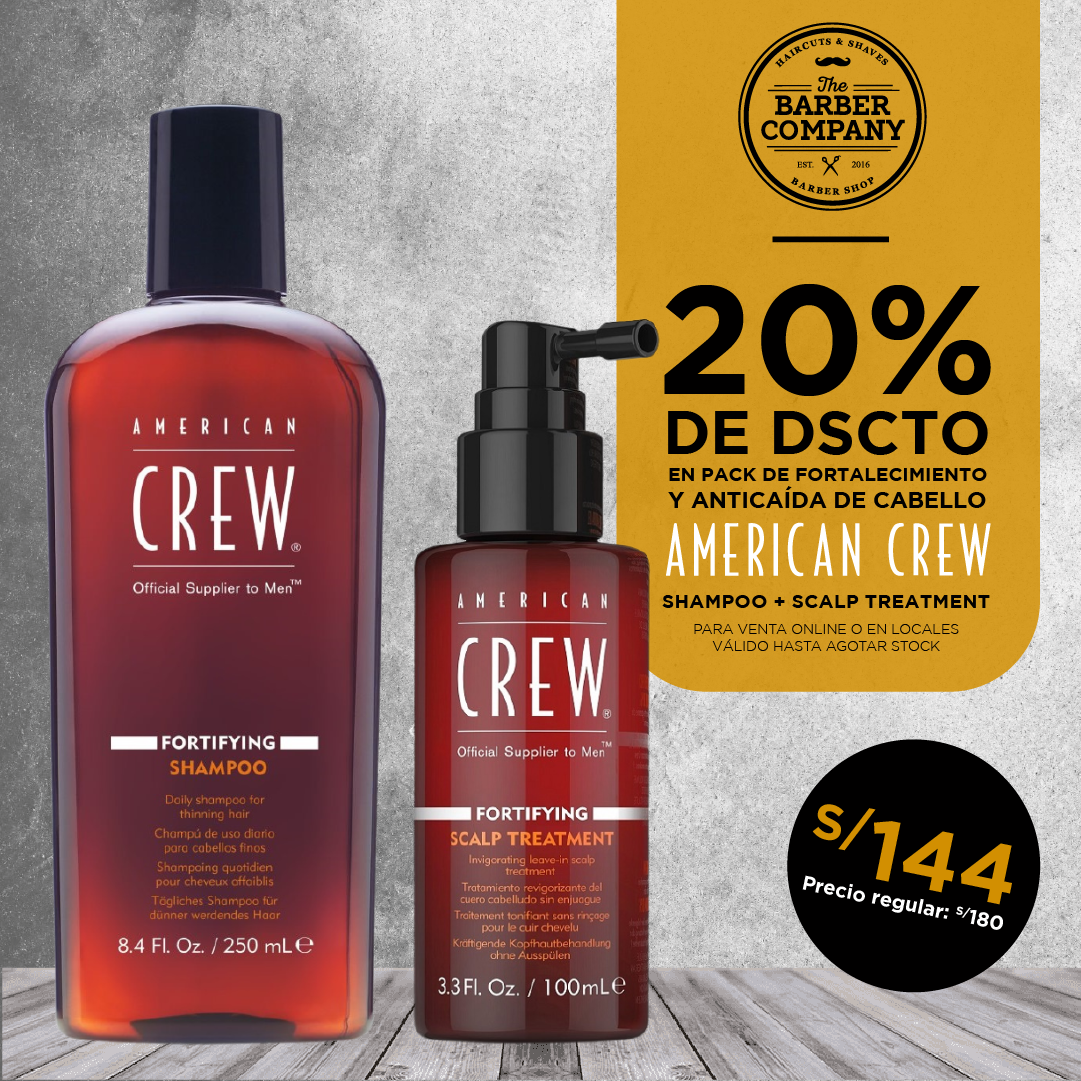 HAIRCUTS & SHAVES
The
BARBER
COMPANY
EST. 2016
BARBER SHOP
20%
DE DSCTO
EN PACK DE FORTALECIMIENTO
Y ANTICAÍDA DE CABELLO
AMERICAN CREW
SHAMPOO + SCALP TREATMENT
PARA VENTA ONLINE O EN LOCALES
VÁLIDO HASTA AGOTAR STOCK
AMERICAN
CREW®
Official Supplier to Men™
FORTIFYING
SHAMPOO
Daily shampoo for
thinning hair
Champú de uso diario
para cabellos finos
Shampoing quotidien
pour cheveux affaiblis
Tägliches Shampoo für
dünner werdendes Haar
8.4 Fl. Oz. / 250 mL℮
AMERICAN
CREW®
Official Supplier to Men™
FORTIFYING
SCALP TREATMENT
Invigorating leave-in scalp
treatment
Tratamiento revigorizante del
cuero cabelludo sin enjuague
Traitement tonifiant sans rinçage
pour le cuir chevelu
Kräftigende Kopfhautbehandlung
ohne Ausspülen
3.3 Fl. Oz. / 100mL℮
S/144
Precio regular: S/180